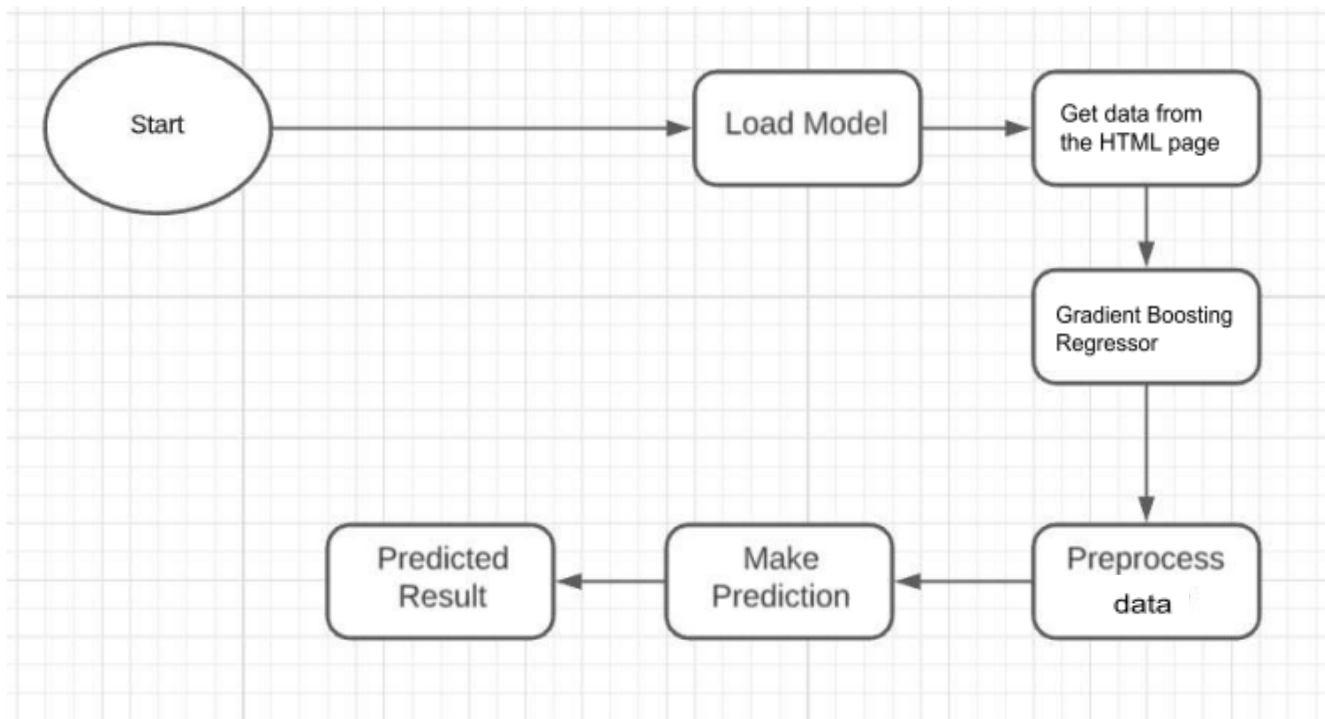 Start
Load Model
Get data from
the HTML page
Gradient Boosting
Regressor
Preprocess
data
Make
Prediction
Predicted
Result